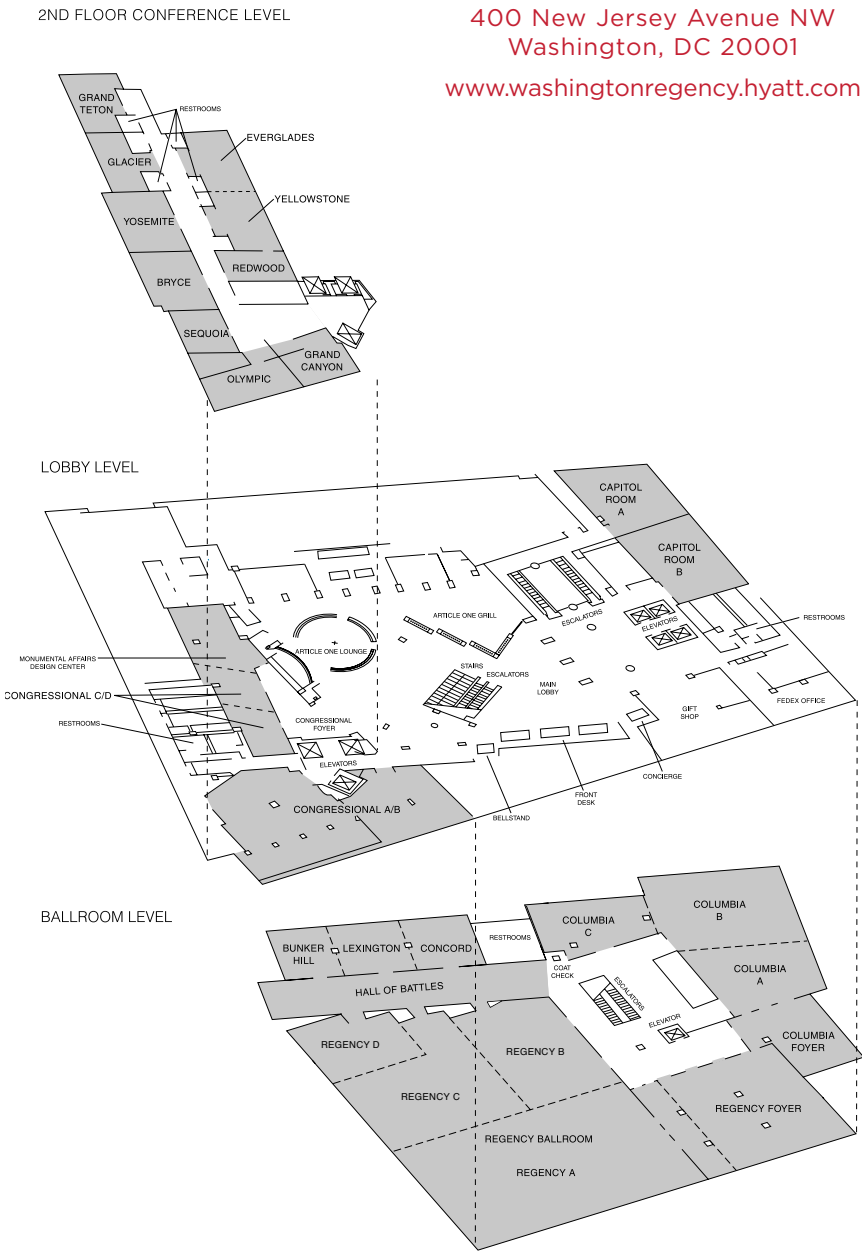 2ND FLOOR CONFERENCE LEVEL
400 New Jersey Avenue NW
Washington, DC 20001
www.washingtonregency.hyatt.com
GRAND
TETON
RESTROOMS
EVERGLADES
GLACIER
YELLOWSTONE
YOSEMITE
REDWOOD
BRYCE
SEQUOIA
GRAND
CANYON
OLYMPIC
LOBBY LEVEL
CAPITOL
ROOM
A
CAPITOL
ROOM
B
ARTICLE ONE GRILL
ESCALATORS
ELEVATORS
RESTROOMS
ARTICLE ONE LOUNGE
MONUMENTAL AFFAIRS
DESIGN CENTER
STAIRS
ESCALATORS
MAIN
LOBBY
CONGRESSIONAL C/D
FEDEX OFFICE
GIFT
SHOP
RESTROOMS
CONGRESSIONAL
FOYER
ELEVATORS
CONCIERGE
FRONT
DESK
CONGRESSIONAL A/B
BELLSTAND
BALLROOM LEVEL
COLUMBIA
B
COLUMBIA
C
RESTROOMS
BUNKER
HILL
LEXINGTON
CONCORD
COAT
CHECK
COLUMBIA
A
HALL OF BATTLES
ESCALATORS
ELEVATOR
COLUMBIA
FOYER
REGENCY D
REGENCY B
REGENCY C
REGENCY FOYER
REGENCY BALLROOM
REGENCY A